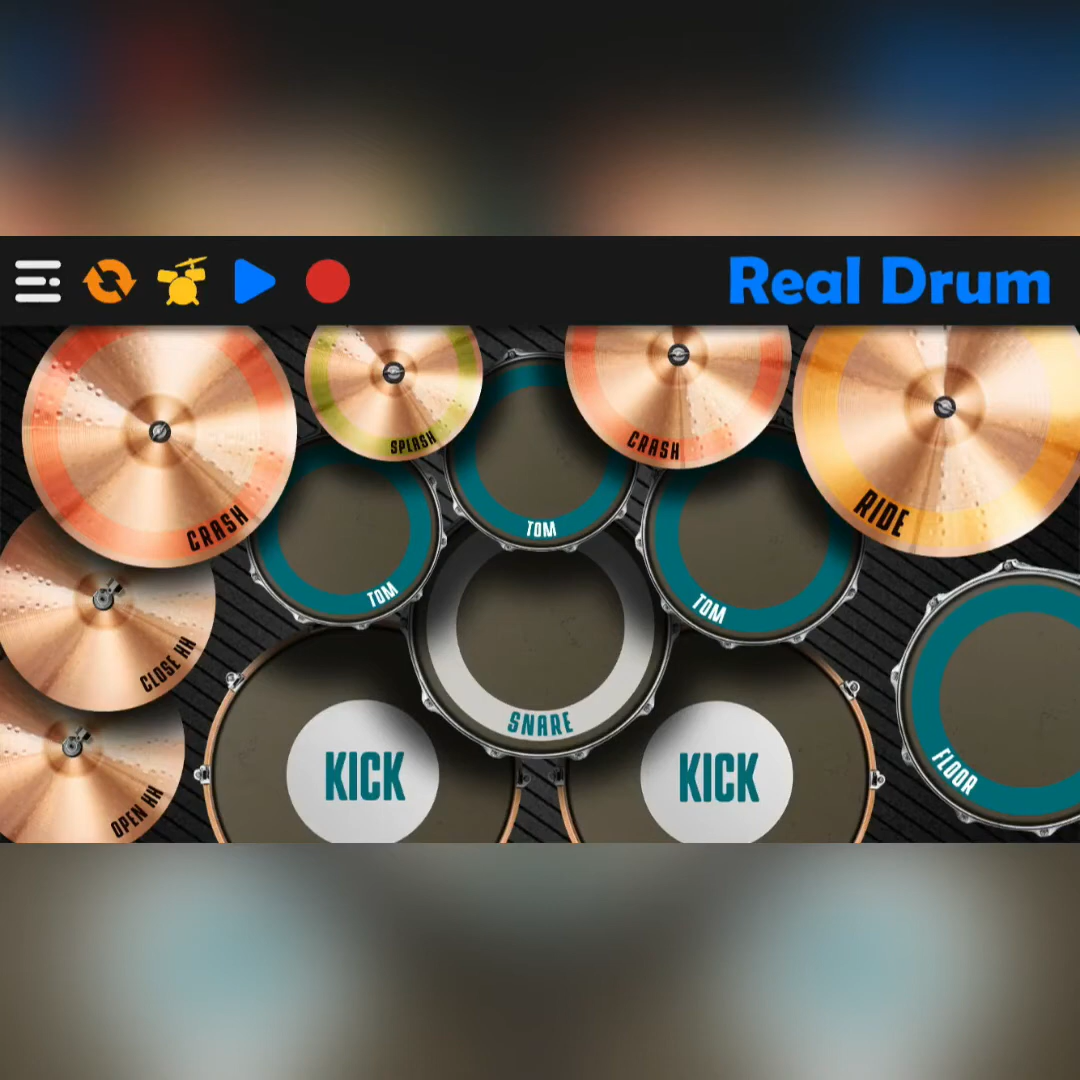 Real Drum
CRASH
SPLASH
CRASH
RIDE
TOM
TOM
TOM
CLOSE HH
SNARE
KICK
KICK
FLOOR
OPEN HH